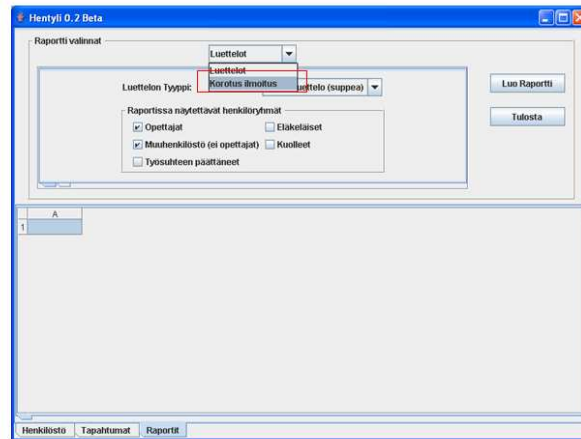 Hentyli 0.2 Beta
Raportti valinnat
Luettelot
Luettelot
Korotus ilmoitus
Luettelon Tyyppi:
uettelo (suppea)
Luo Raportti
Tulosta
Raportissa näytettävät henkilöryhmät
Opettajat
Eläkeläiset
Muuhenkilöstö (ei opettajat)
Kuolleet
Työsuhteen päättäneet
A
1
Henkilöstö
Tapahtumat
Raportit